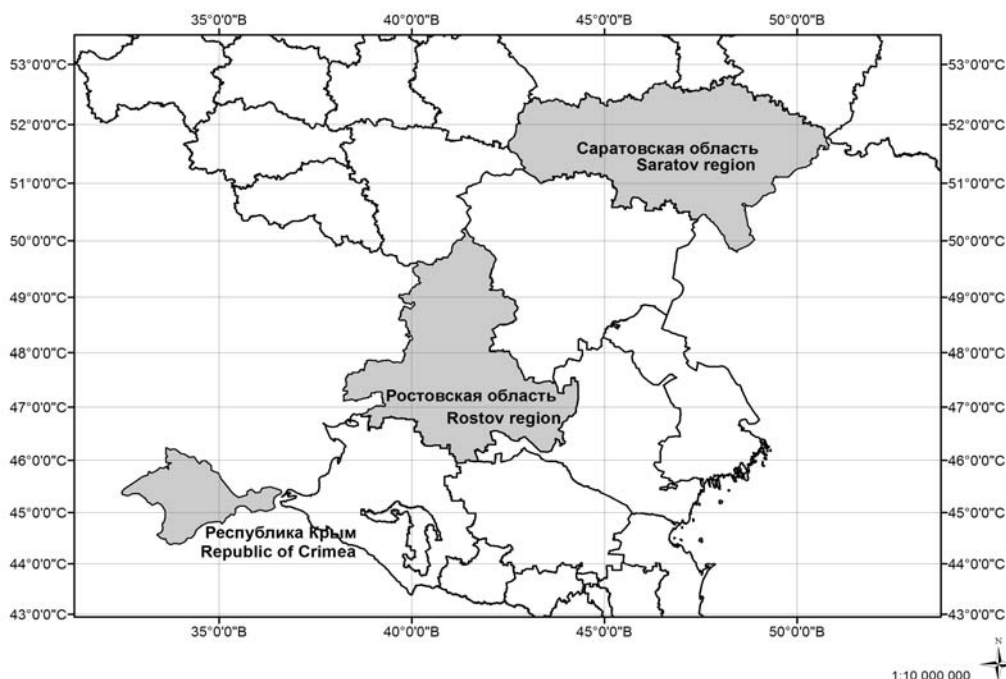 35°0'0"В 40°0'0"В 45°0'0"В 50°0'0"В
53°0'0"С 53°0'0"С
52°0'0"С 52°0'0"С
Саратовская область
Saratov region
51°0'0"С 51°0'0"С
50°0'0"С 50°0'0"С
49°0'0"С 49°0'0"С
48°0'0"С 48°0'0"С
Ростовская область
47°0'0"С 47°0'0"С
Rostov region
46°0'0"С 46°0'0"С
45°0'0"С 45°0'0"С
Республика Крым
Republic of Crimea
44°0'0"С 44°0'0"С
43°0'0"С 43°0'0"С
35°0'0"В 40°0'0"В 45°0'0"В 50°0'0"В
N
1:10 000 000